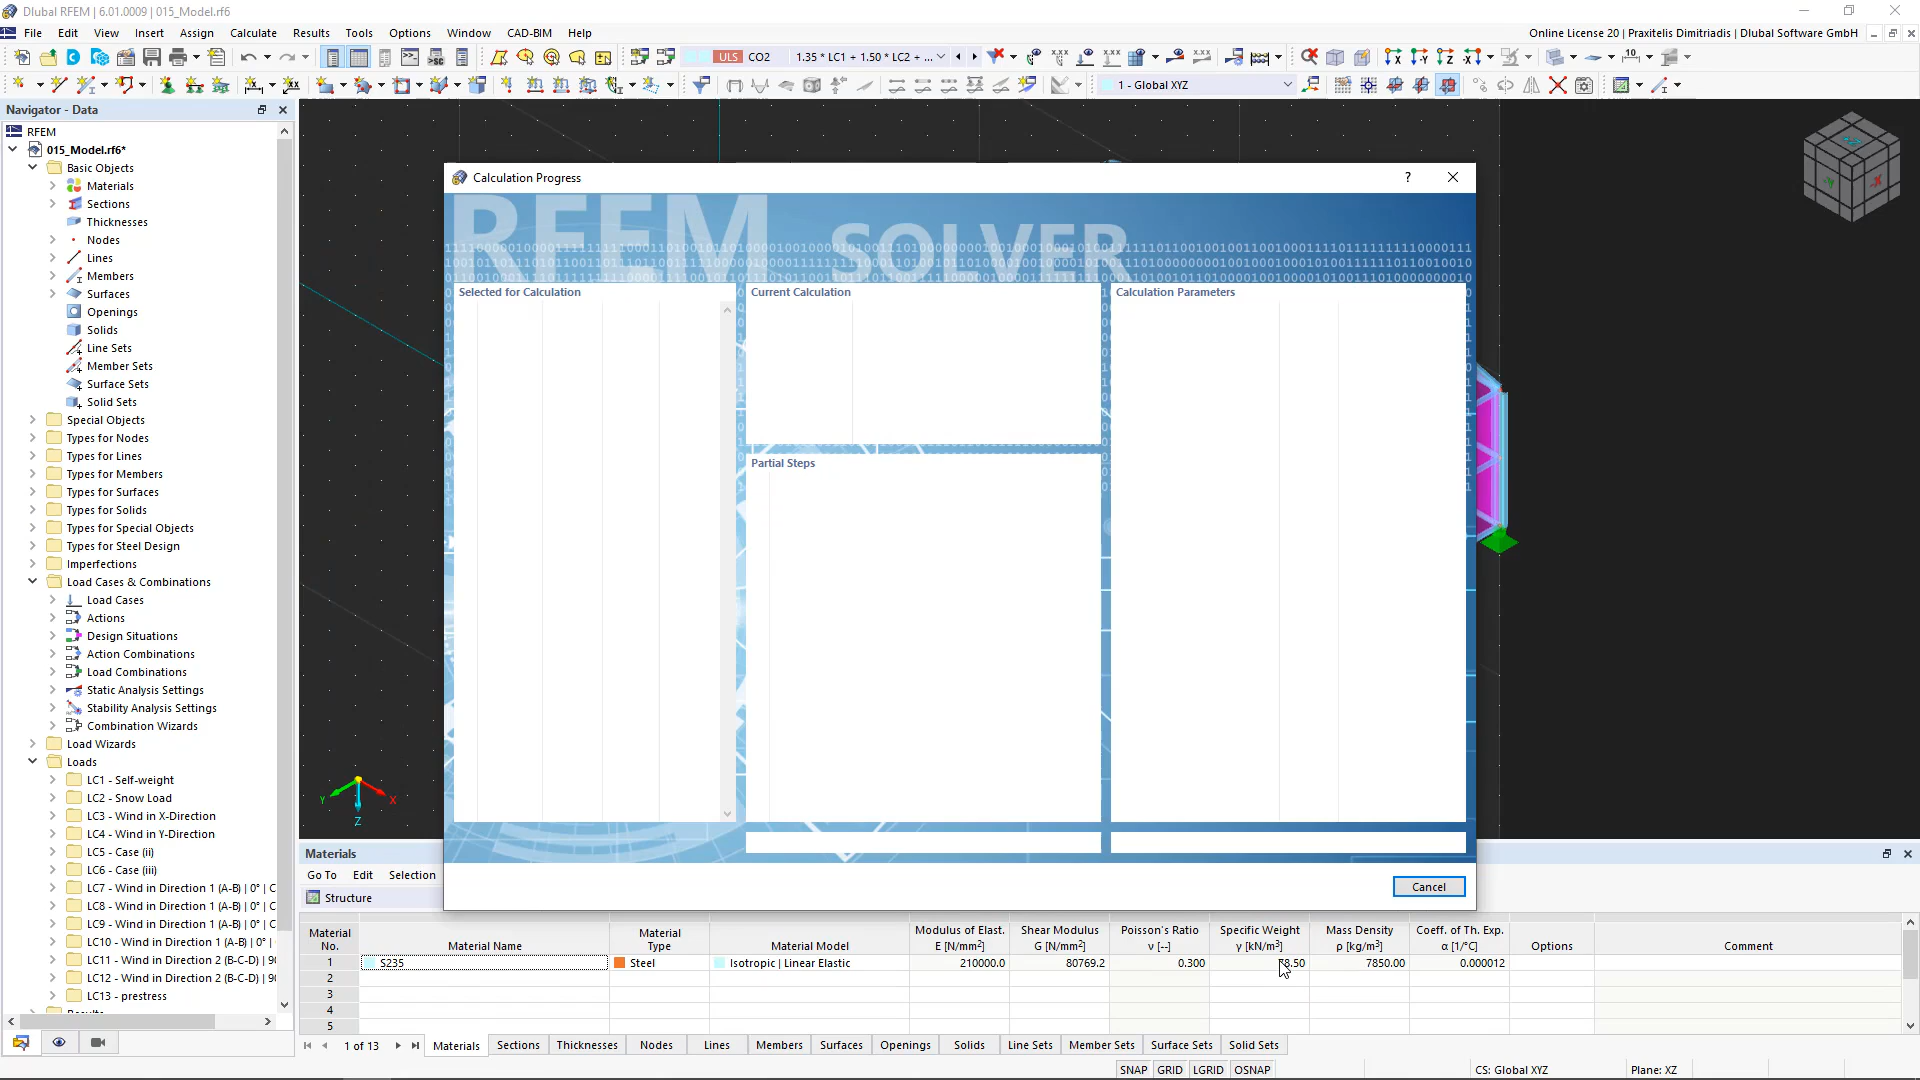 Dlubal RFEM | 6.01.0009 | 015_Model.rf6
File Edit View Insert Assign Calculate Results Tools Options Window CAD-BIM Help
Online License 20 | Praxitelis Dimitriadis | Dlubal Software GmbH
ULS CO2 1.35 * LC1 + 1.50 * LC2 + ...
1 - Global XYZ
Navigator - Data
RFEM
015_Model.rf6*
Basic Objects
Materials
Sections
Thicknesses
Nodes
Lines
Members
Surfaces
Openings
Solids
Line Sets
Member Sets
Surface Sets
Solid Sets
Special Objects
Types for Nodes
Types for Lines
Types for Members
Types for Surfaces
Types for Solids
Types for Special Objects
Types for Steel Design
Imperfections
Load Cases & Combinations
Load Cases
Actions
Design Situations
Action Combinations
Load Combinations
Static Analysis Settings
Stability Analysis Settings
Combination Wizards
Load Wizards
Loads
LC1 - Self-weight
LC2 - Snow Load
LC3 - Wind in X-Direction
LC4 - Wind in Y-Direction
LC5 - Case (ii)
LC6 - Case (iii)
LC7 - Wind in Direction 1 (A-B) | 0° | C
LC8 - Wind in Direction 1 (A-B) | 0° | C
LC9 - Wind in Direction 1 (A-B) | 0° | C
LC10 - Wind in Direction 1 (A-B) | 0° |
LC11 - Wind in Direction 2 (B-C-D) | 9
LC12 - Wind in Direction 2 (B-C-D) | 9
LC13 - prestress
Calculation Progress
?
RFEM SOLVER
Selected for Calculation
Current Calculation
Calculation Parameters
Partial Steps
Cancel
Y X
Z
Materials
Go To Edit Selection
Structure
Material No. Material Name Material Type Material Model Modulus of Elast. E [N/mm2] Shear Modulus G [N/mm2] Poisson's Ratio ν [--] Specific Weight γ [kN/m3] Mass Density ρ [kg/m3] Coeff. of Th. Exp. α [1/°C] Options Comment
1 S235 Steel Isotropic | Linear Elastic 210000.0 80769.2 0.300 78.50 7850.00 0.000012
2
3
4
5
1 of 13 Materials Sections Thicknesses Nodes Lines Members Surfaces Openings Solids Line Sets Member Sets Surface Sets Solid Sets
SNAP GRID LGRID OSNAP CS: Global XYZ Plane: XZ